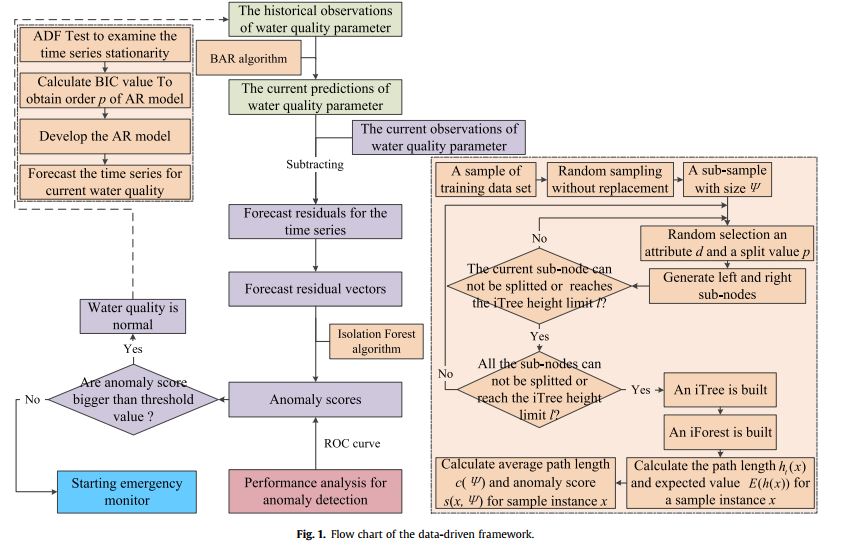 The historical observations
of water quality parameter
ADF Test to examine the
time series stationarity
BAR algorithm
Calculate BIC value To
obtain order p of AR model
The current predictions of
water quality parameter
Develop the AR model
The current observations of
water quality parameter
Forecast the time series for
current water quality
Subtracting
A sample of
training data set
Random sampling
without replacement
A sub-sample
with size Ψ
Forecast residuals for the
time series
No
Random selection an
attribute d and a split value p
The current sub-node can
not be splitted or reaches
the iTree height limit l?
Generate left and right
sub-nodes
Forecast residual vectors
Water quality is
normal
Isolation Forest
algorithm
Yes
Yes
All the sub-nodes can
not be splitted or
reach the iTree height
limit l?
No
Yes
An iTree is built
Are anomaly score
bigger than threshold
value ?
No
Anomaly scores
An iForest is built
ROC curve
Starting emergency
monitor
Performance analysis for
anomaly detection
Calculate average path length
c( Ψ) and anomaly score
s(x, Ψ) for sample instance x
Calculate the path length hᵢ(x)
and expected value E(h(x)) for
a sample instance x
Fig. 1. Flow chart of the data-driven framework.